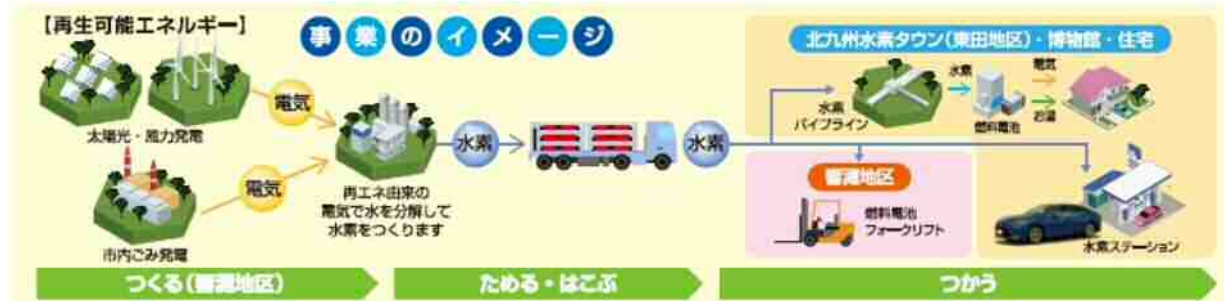 【再生可能エネルギー】
事業のイメージ
太陽光・風力発電
電気
市内ごみ発電
電気
再エネ由来の
電気で水を分解して
水素をつくります
水素
水素
北九州水素タウン(東田地区)・博物館・住宅
水素
パイプライン
水素
燃料電池
電気
お湯
響灘地区
燃料電池
フォークリフト
水素ステーション
つくる(響灘地区)
ためる・はこぶ
つかう